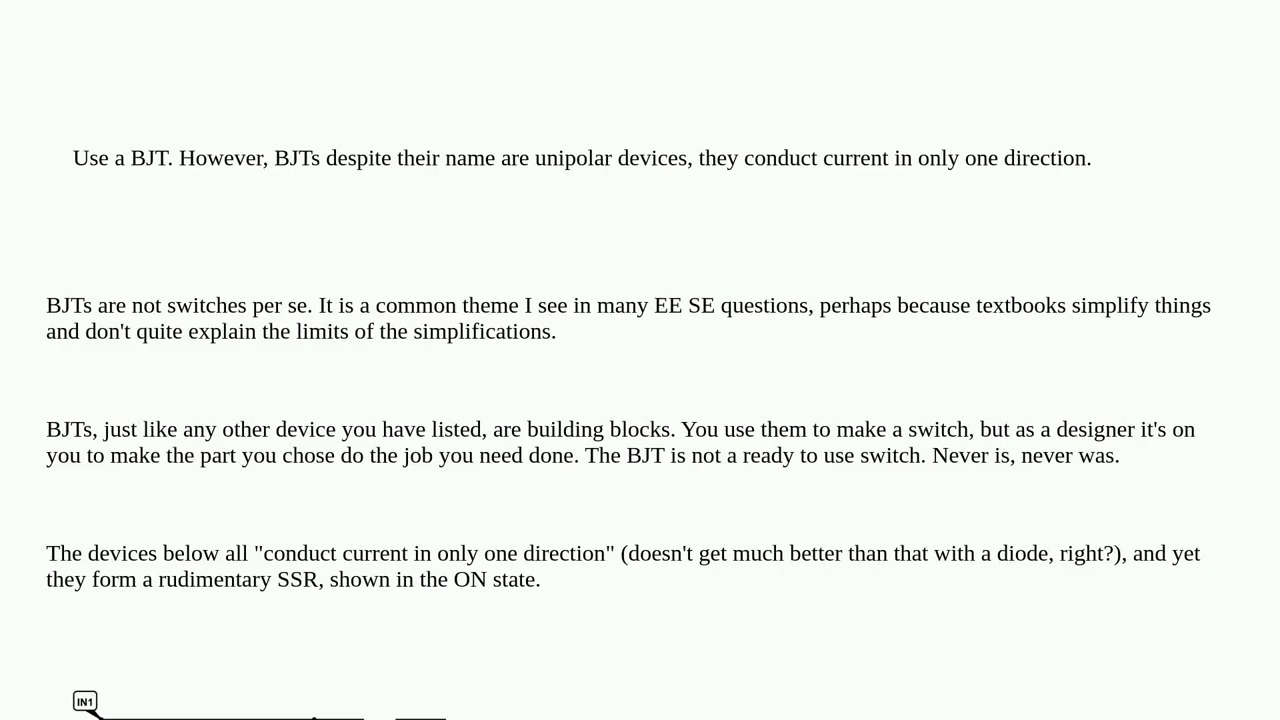 Use a BJT. However, BJTs despite their name are unipolar devices, they conduct current in only one direction.
BJTs are not switches per se. It is a common theme I see in many EE SE questions, perhaps because textbooks simplify things
and don't quite explain the limits of the simplifications.
BJTs, just like any other device you have listed, are building blocks. You use them to make a switch, but as a designer it's on
you to make the part you chose do the job you need done. The BJT is not a ready to use switch. Never is, never was.
The devices below all "conduct current in only one direction" (doesn't get much better than that with a diode, right?), and yet
they form a rudimentary SSR, shown in the ON state.
IN1